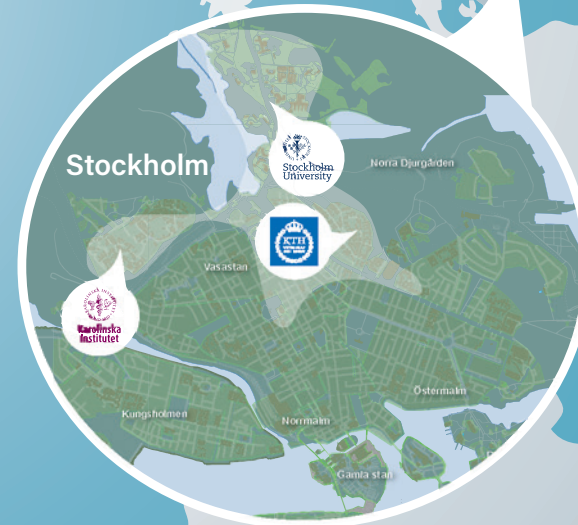 Stockholm
Stockholm
University
Norra Djurgården
KTH
Vasastan
Karolinska
Institutet
Östermalm
Kungsholmen
Norrmalm
Gamla stan